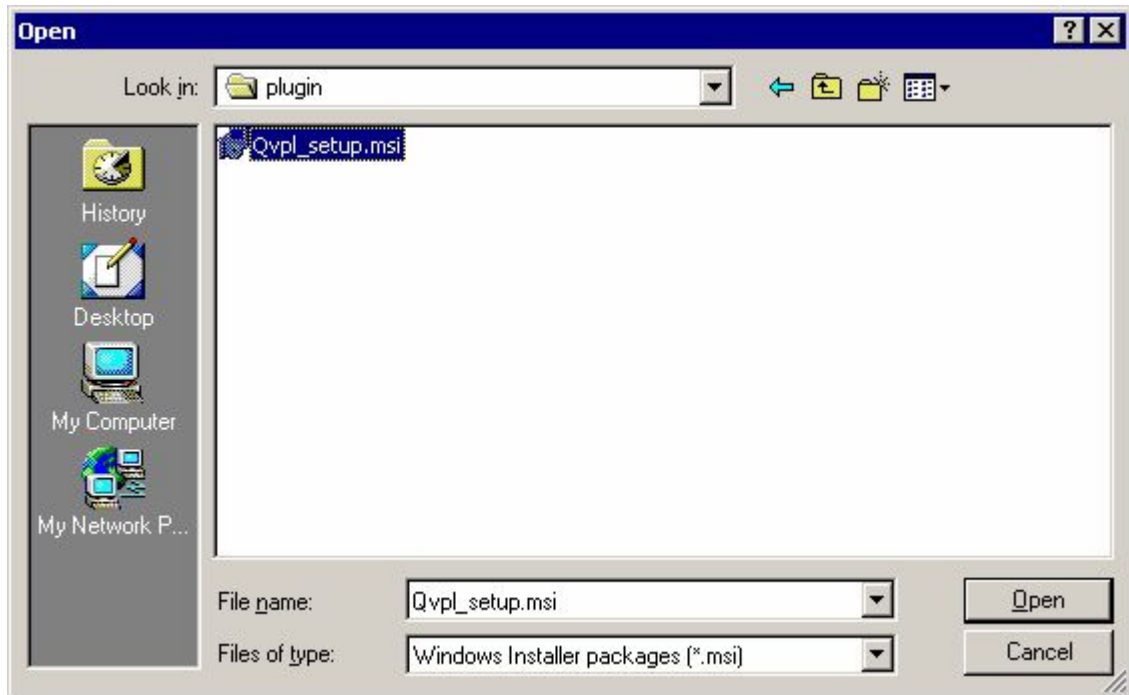 Open
Look in: plugin
Qvpl_setup.msi
History
Desktop
My Computer
My Network P...
File name: Qvpl_setup.msi Open
Files of type: Windows Installer packages (*.msi) Cancel